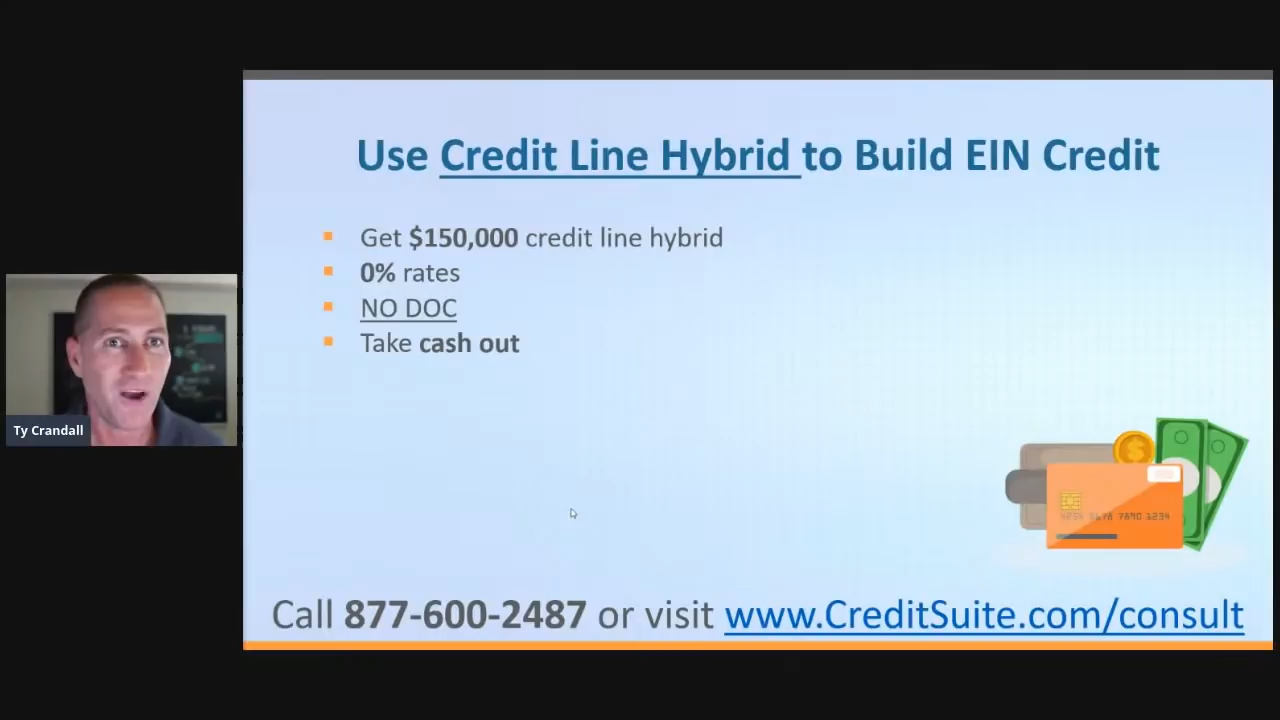 Use Credit Line Hybrid to Build EIN Credit
Get $150,000 credit line hybrid
0% rates
NO DOC
Take cash out
Ty Crandall
Call 877-600-2487 or visit www.CreditSuite.com/consult